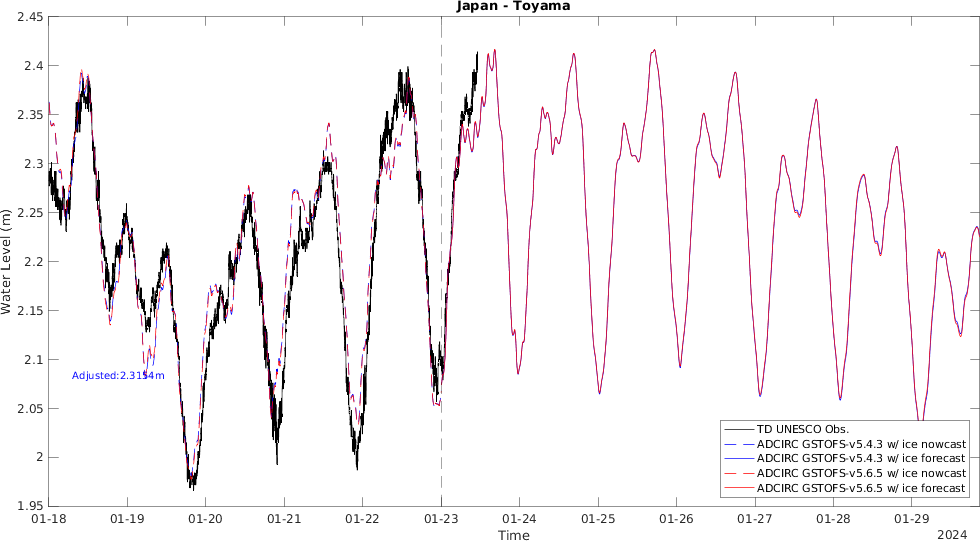 Japan - Toyama
2.45
2.4
2.35
2.3
2.25
2.2
2.15
2.1
2.05
2
1.95
Water Level (m)
Adjusted:2.3154m
TD UNESCO Obs.
ADCIRC GSTOFS-v5.4.3 w/ ice nowcast
ADCIRC GSTOFS-v5.4.3 w/ ice forecast
ADCIRC GSTOFS-v5.6.5 w/ ice nowcast
ADCIRC GSTOFS-v5.6.5 w/ ice forecast
01-18 01-19 01-20 01-21 01-22 01-23 01-24 01-25 01-26 01-27 01-28 01-29
Time
2024